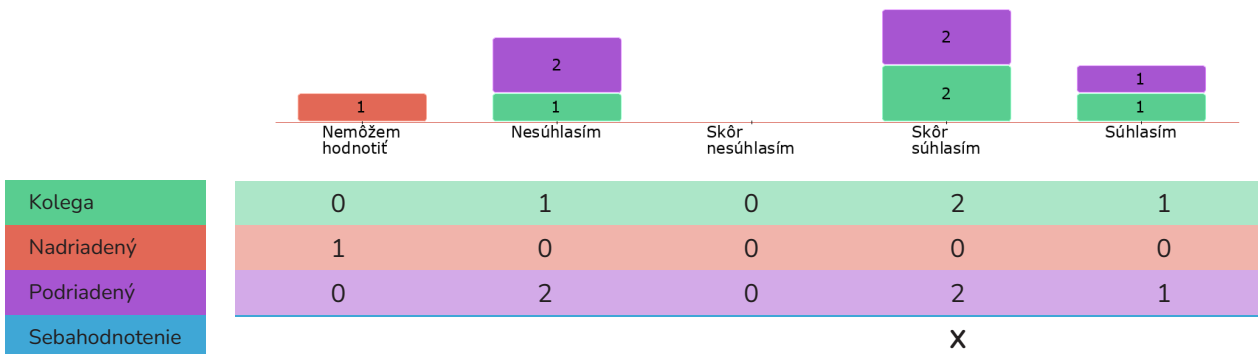 2
2
1
1
2
1
1
Nemôžem
hodnotiť
Nesúhlasím
Skôr
nesúhlasím
Skôr
súhlasím
Súhlasím
Kolega 0 1 0 2 1
Nadriadený 1 0 0 0 0
Podriadený 0 2 0 2 1
Sebahodnotenie x